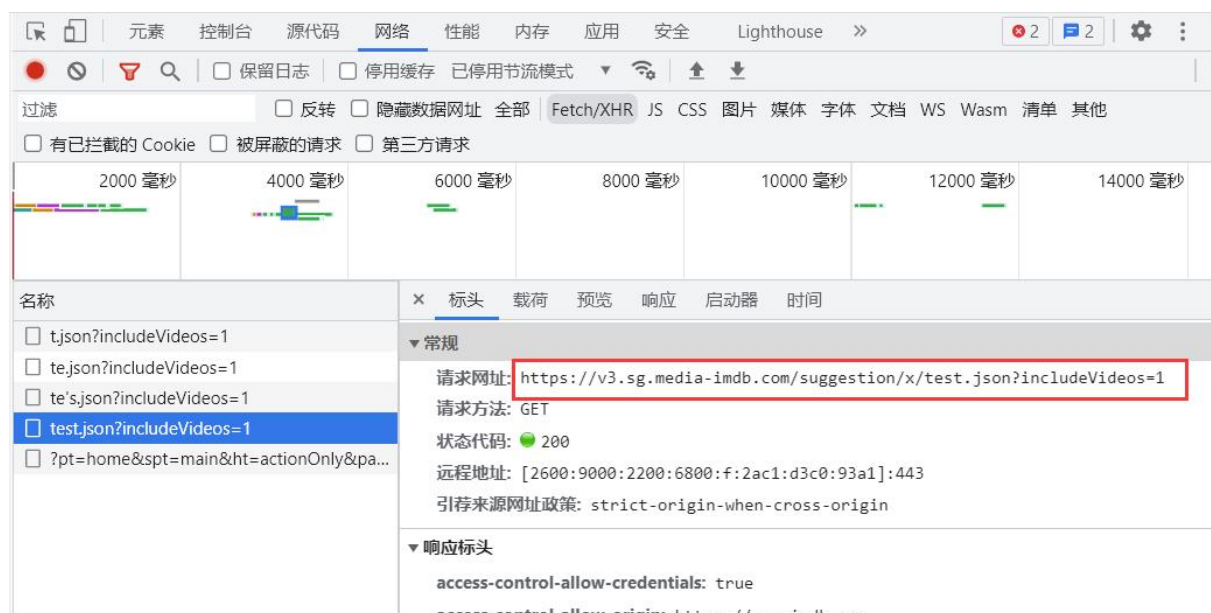 元素 控制台 源代码 网络 性能 内存 应用 安全 Lighthouse » 2 2
保留日志 停用缓存 已停用节流模式
过滤 反转 隐藏数据网址 全部 Fetch/XHR JS CSS 图片 媒体 字体 文档 WS Wasm 清单 其他
有已拦截的 Cookie 被屏蔽的请求 第三方请求
2000 毫秒 4000 毫秒 6000 毫秒 8000 毫秒 10000 毫秒 12000 毫秒 14000 毫秒
名称
t.json?includeVideos=1
te.json?includeVideos=1
te's.json?includeVideos=1
test.json?includeVideos=1
?pt=home&spt=main&ht=actionOnly&pa...
× 标头 载荷 预览 响应 启动器 时间
▼常规
请求网址: https://v3.sg.media-imdb.com/suggestion/x/test.json?includeVideos=1
请求方法: GET
状态代码: 200
远程地址: [2600:9000:2200:6800:f:2ac1:d3c0:93a1]:443
引荐来源网址政策: strict-origin-when-cross-origin
▼响应标头
access-control-allow-credentials: true